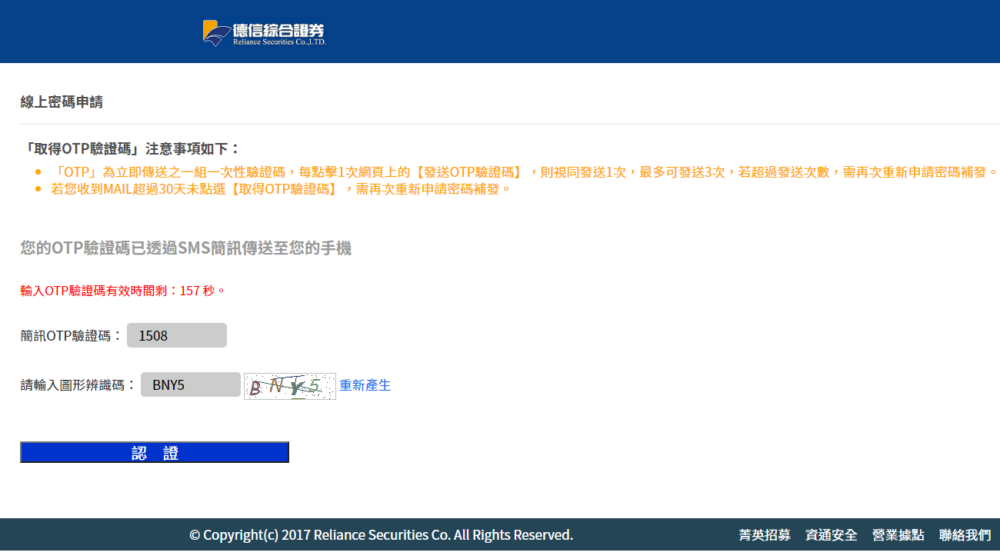 德信綜合證券
Reliance Securities Co.,LTD.
線上密碼申請
「取得OTP驗證碼」注意事項如下：
「OTP」為立即傳送之一組一次性驗證碼，每點擊1次網頁上的【發送OTP驗證碼】，則視同發送1次，最多可發送3次，若超過發送次數，需再次重新申請密碼補發。
若您收到MAIL超過30天未點選【取得OTP驗證碼】，需再次重新申請密碼補發。
您的OTP驗證碼已透過SMS簡訊傳送至您的手機
輸入OTP驗證碼有效時間剩：157 秒。
簡訊OTP驗證碼： 1508
請輸入圖形辨識碼： BNY5 BNY5 重新產生
認 證
© Copyright(c) 2017 Reliance Securities Co. All Rights Reserved. 菁英招募 資通安全 營業據點 聯絡我們